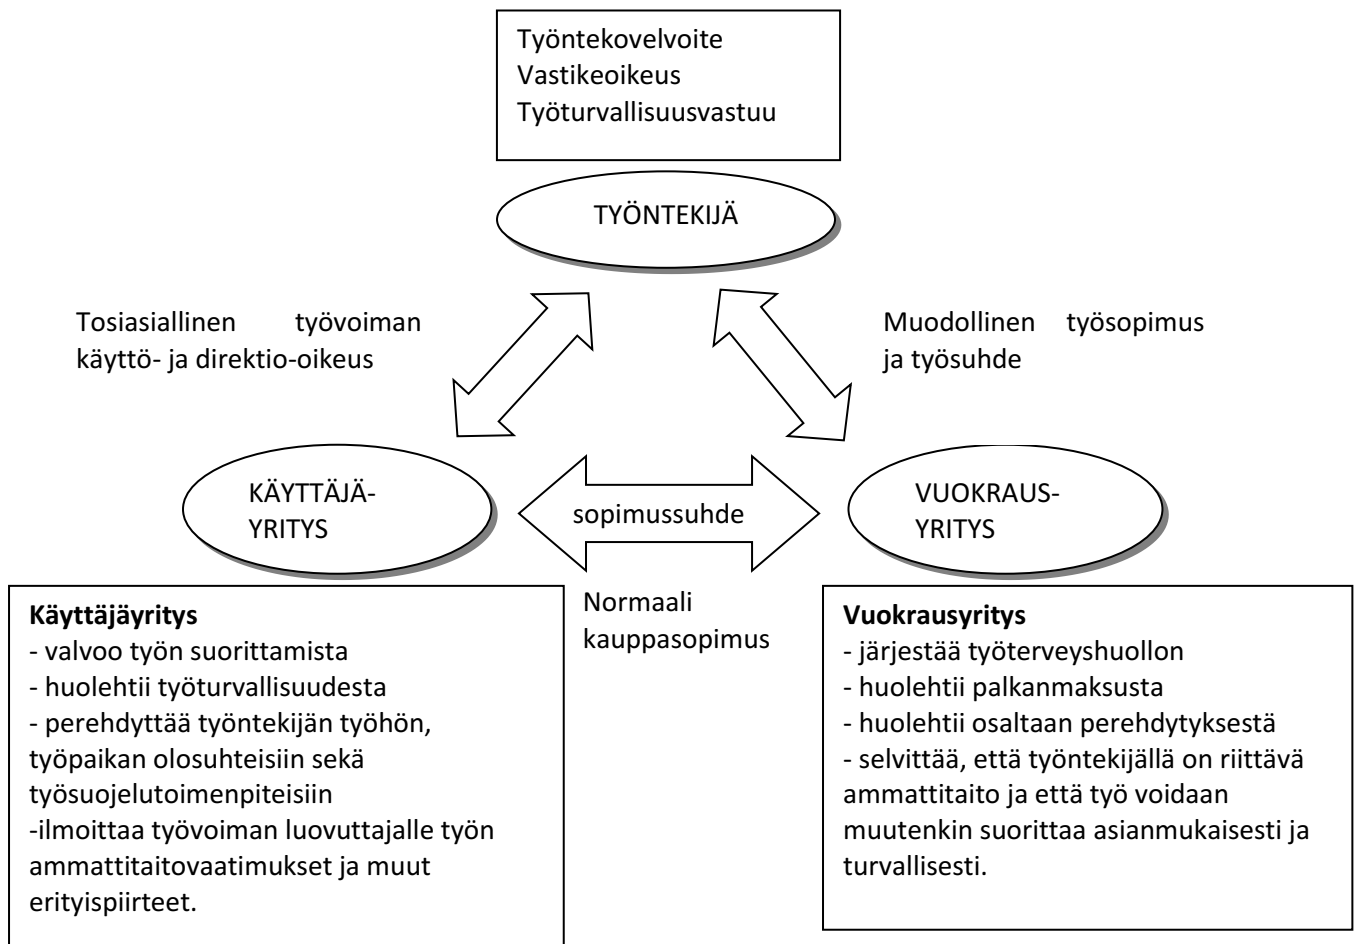 Työntekovelvoite
Vastikeoikeus
Työturvallisuusvastuu
TYÖNTEKIJÄ
Tosiasiallinen työvoiman
käyttö- ja direktio-oikeus
Muodollinen työsopimus
ja työsuhde
KÄYTTÄJÄ-
YRITYS
sopimussuhde
VUOKRAUS-
YRITYS
Normaali
kauppasopimus
Käyttäjäyritys
- valvoo työn suorittamista
- huolehtii työturvallisuudesta
- perehdyttää työntekijän työhön,
työpaikan olosuhteisiin sekä
työsuojelutoimenpiteisiin
-ilmoittaa työvoiman luovuttajalle työn
ammattitaitovaatimukset ja muut
erityispiirteet.
Vuokrausyritys
- järjestää työterveyshuollon
- huolehtii palkanmaksusta
- huolehtii osaltaan perehdytyksestä
- selvittää, että työntekijällä on riittävä
ammattitaito ja että työ voidaan
muutenkin suorittaa asianmukaisesti ja
turvallisesti.